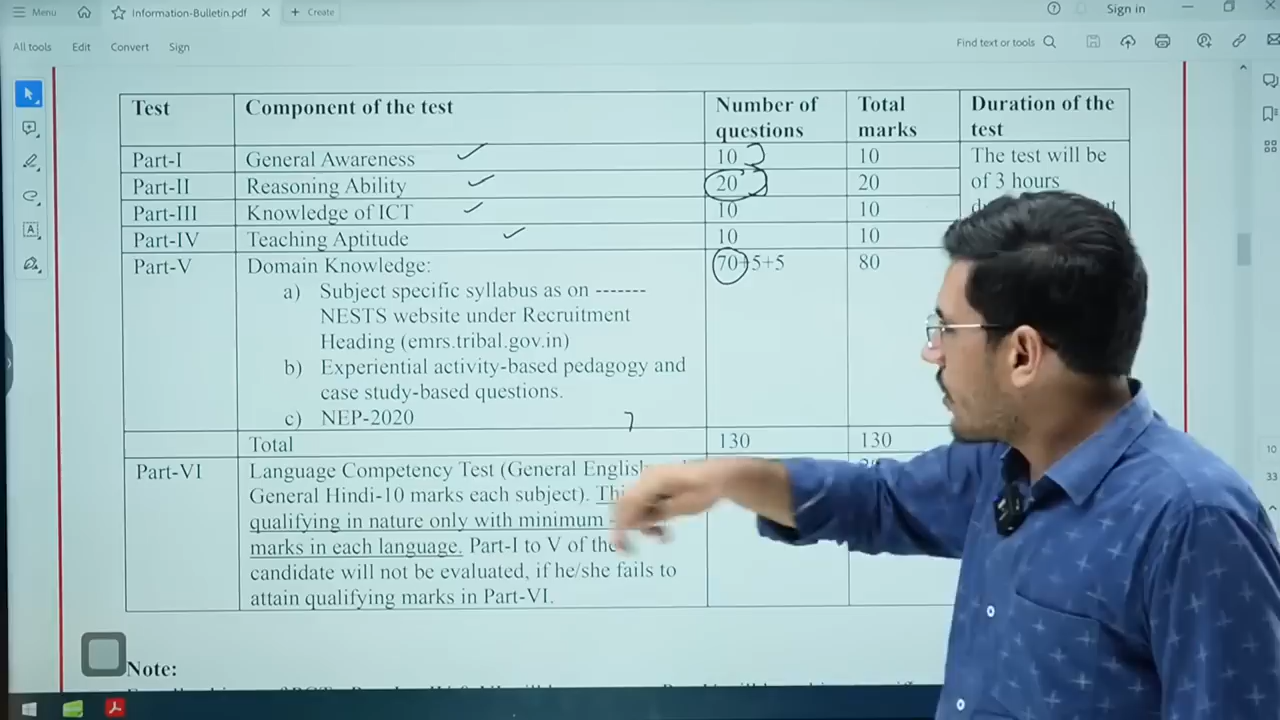 Menu
Information-Bulletin.pdf
Create
Sign in
All tools
Edit
Convert
Sign
Find text or tools
Test
Component of the test
Number of questions
Total marks
Duration of the test
Part-I
General Awareness
10
10
The test will be
Part-II
Reasoning Ability
20
20
of 3 hours
Part-III
Knowledge of ICT
10
10
Part-IV
Teaching Aptitude
10
10
Part-V
Domain Knowledge:
70+5+5
80
a) Subject specific syllabus as on -------
NESTS website under Recruitment
Heading (emrs.tribal.gov.in)
b) Experiential activity-based pedagogy and
case study-based questions.
c) NEP-2020
Total
130
130
Part-VI
Language Competency Test (General English
General Hindi-10 marks each subject).
qualifying in nature only with minimum
marks in each language. Part-I to V of the
candidate will not be evaluated, if he/she fails to
attain qualifying marks in Part-VI.
10
33
Note: